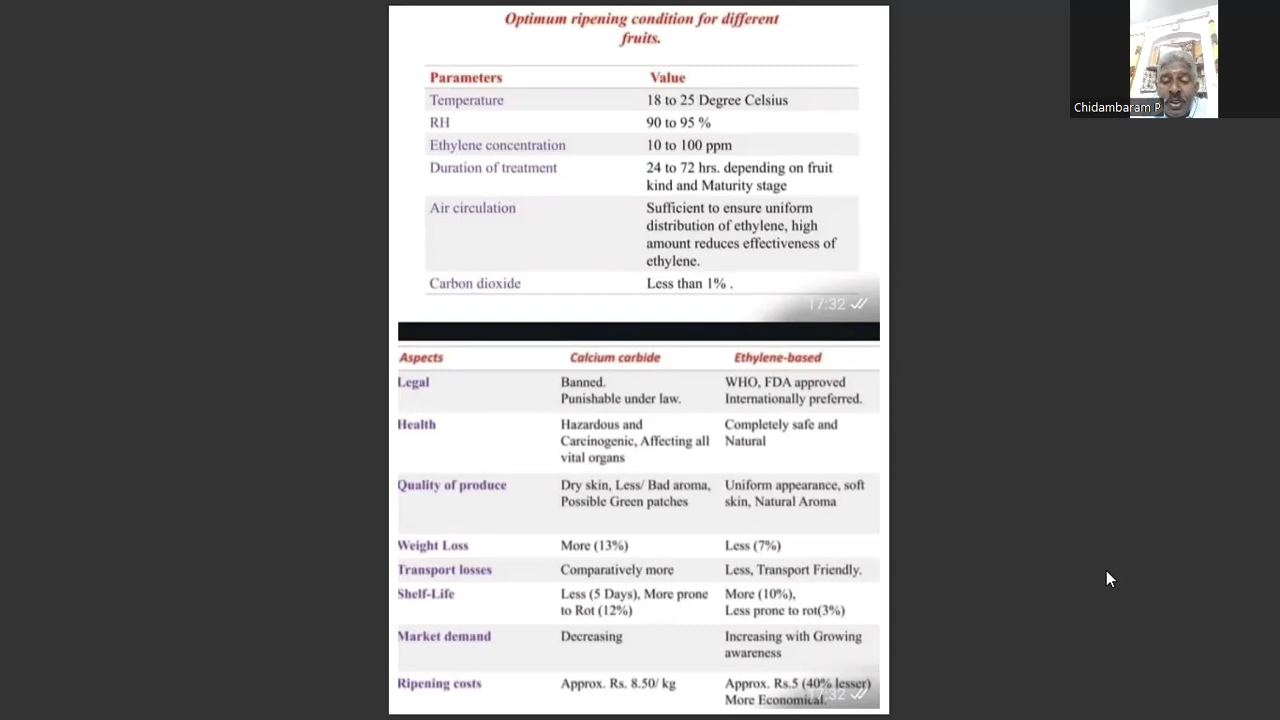 Optimum ripening condition for different
fruits.
Parameters Value
Temperature 18 to 25 Degree Celsius
RH 90 to 95 %
Ethylene concentration 10 to 100 ppm
Duration of treatment 24 to 72 hrs. depending on fruit
kind and Maturity stage
Air circulation Sufficient to ensure uniform
distribution of ethylene, high
amount reduces effectiveness of
ethylene.
Carbon dioxide Less than 1% .
17:32
Aspects Calcium carbide Ethylene-based
Legal Banned. WHO, FDA approved
Punishable under law. Internationally preferred.
Health Hazardous and Completely safe and
Carcinogenic, Affecting all Natural
vital organs
Quality of produce Dry skin, Less/ Bad aroma, Uniform appearance, soft
Possible Green patches skin, Natural Aroma
Weight Loss More (13%) Less (7%)
Transport losses Comparatively more Less, Transport Friendly.
Shelf-Life Less (5 Days), More prone More (10%),
to Rot (12%) Less prone to rot(3%)
Market demand Decreasing Increasing with Growing
awareness
Ripening costs Approx. Rs. 8.50/ kg Approx. Rs.5 (40% lesser)
More Economical.
17:32
Chidambaram P